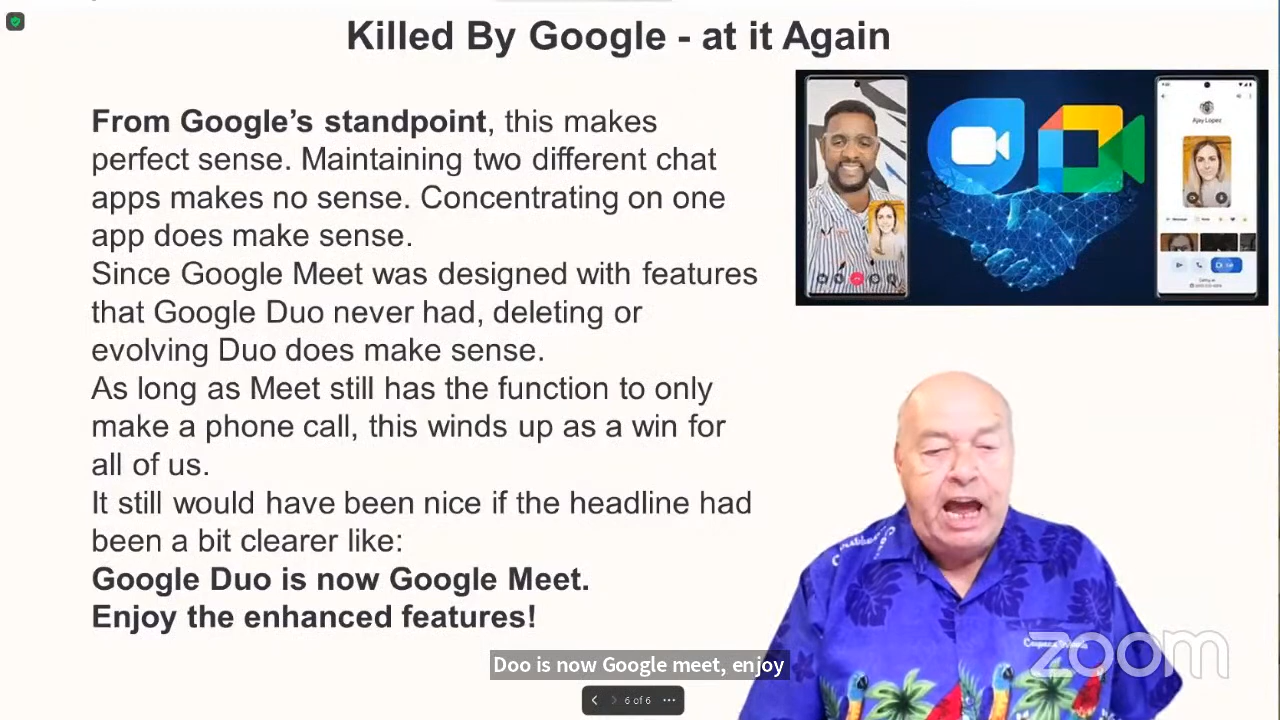 Killed By Google - at it Again
From Google’s standpoint, this makes
perfect sense. Maintaining two different chat
apps makes no sense. Concentrating on one
app does make sense.
Since Google Meet was designed with features
that Google Duo never had, deleting or
evolving Duo does make sense.
As long as Meet still has the function to only
make a phone call, this winds up as a win for
all of us.
It still would have been nice if the headline had
been a bit clearer like:
Google Duo is now Google Meet.
Enjoy the enhanced features!
Ajay Lopez
zoom
Doo is now Google meet, enjoy
6 of 6